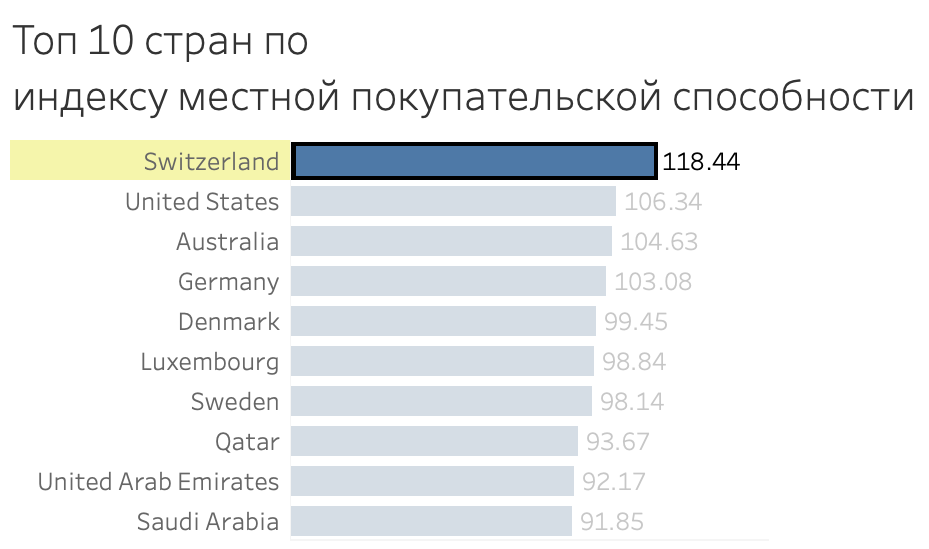 Топ 10 стран по
индексу местной покупательской способности
Switzerland 118.44
United States 106.34
Australia 104.63
Germany 103.08
Denmark 99.45
Luxembourg 98.84
Sweden 98.14
Qatar 93.67
United Arab Emirates 92.17
Saudi Arabia 91.85